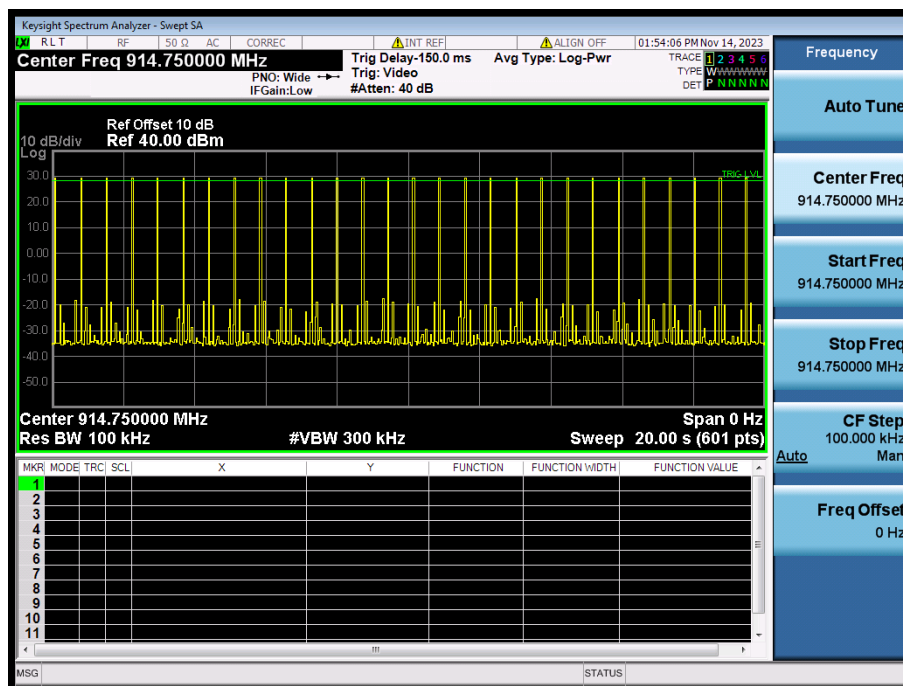 Keysight Spectrum Analyzer - Swept SA
LXI RLT RF 50 Ω AC CORREC INT REF ALIGN OFF 01:54:06 PM Nov 14, 2023
Center Freq 914.750000 MHz
PNO: Wide
IFGain:Low
Trig Delay-150.0 ms
Trig: Video
#Atten: 40 dB
Avg Type: Log-Pwr
TRACE 1 2 3 4 5 6
TYPE WWWWWW
DET P N N N N N
Ref Offset 10 dB
10 dB/div Ref 40.00 dBm
Log
TRIG LVL
30.0
20.0
10.0
0.00
-10.0
-20.0
-30.0
-40.0
-50.0
Center 914.750000 MHz Span 0 Hz
Res BW 100 kHz #VBW 300 kHz Sweep 20.00 s (601 pts)
MKR MODE TRC SCL X Y FUNCTION FUNCTION WIDTH FUNCTION VALUE
1
2
3
4
5
6
7
8
9
10
11
MSG STATUS
Frequency
Auto Tune
Center Freq
914.750000 MHz
Start Freq
914.750000 MHz
Stop Freq
914.750000 MHz
CF Step
100.000 kHz
Auto Man
Freq Offset
0 Hz